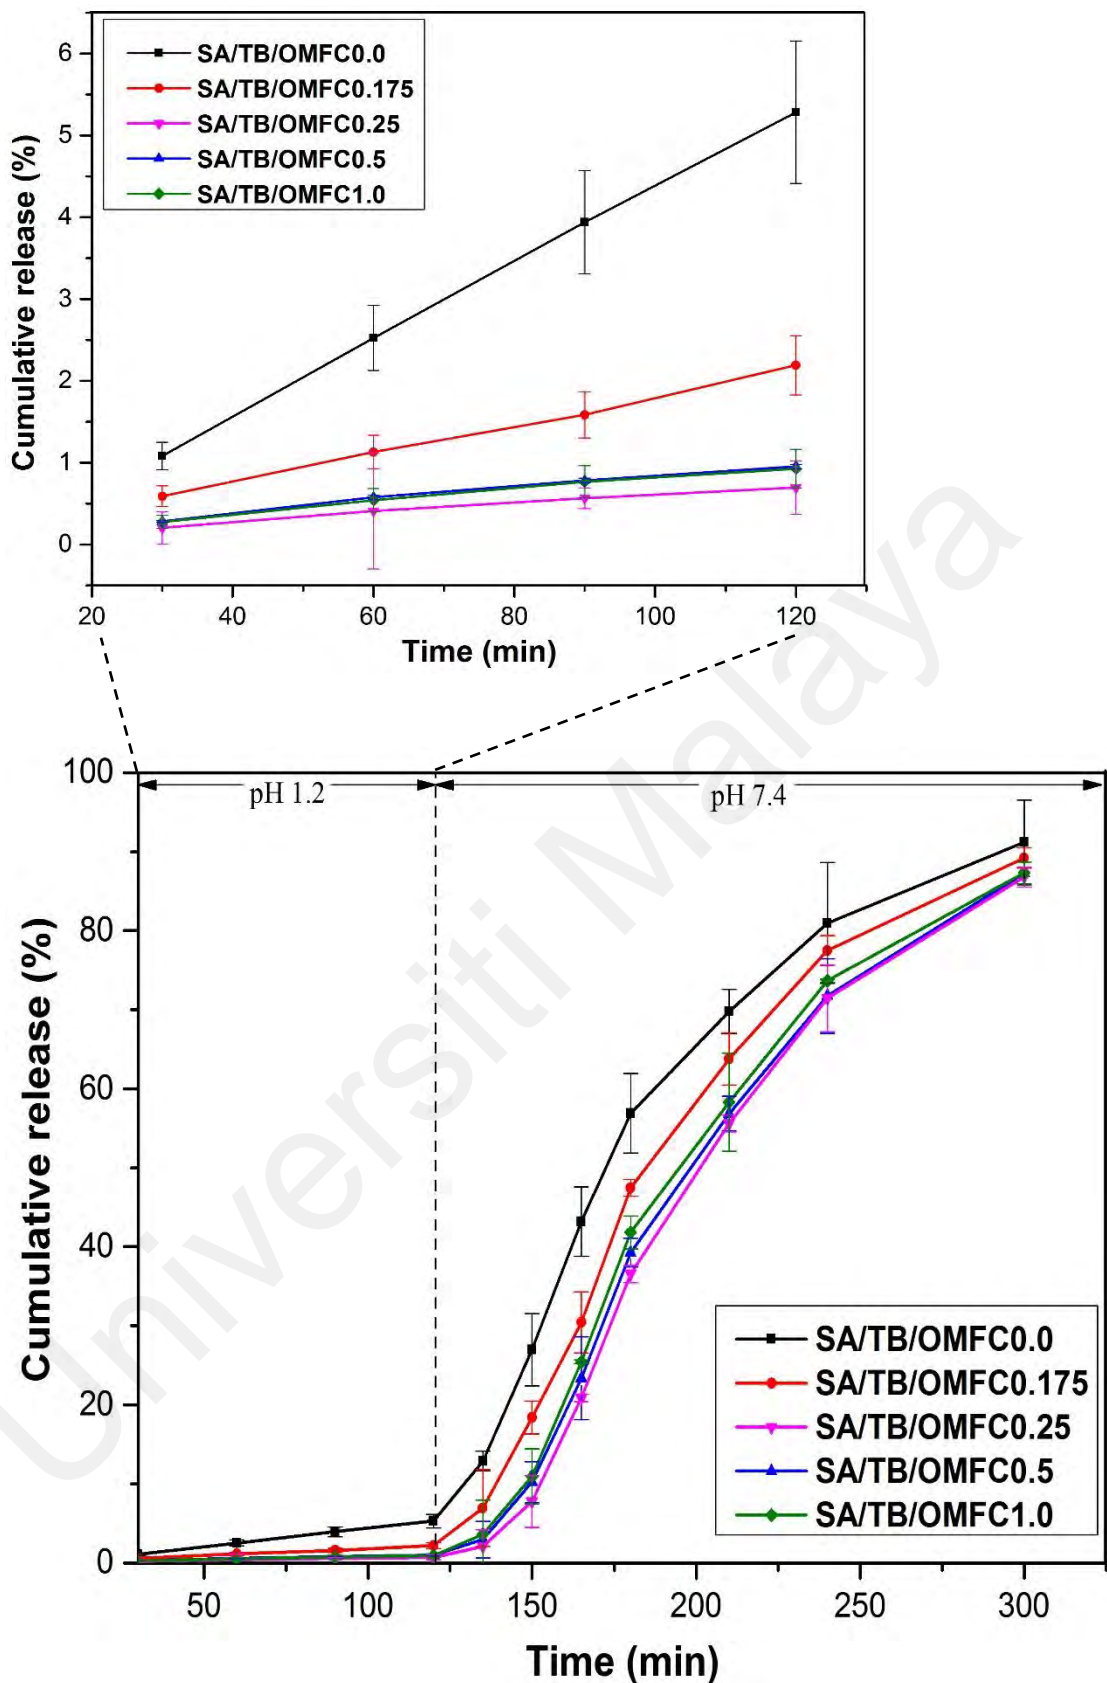 SA/TB/OMFC0.0
SA/TB/OMFC0.175
SA/TB/OMFC0.25
SA/TB/OMFC0.5
SA/TB/OMFC1.0
Cumulative release (%)
6
5
4
3
2
1
0
20 40 60 80 100 120
Time (min)
pH 1.2 pH 7.4
Cumulative release (%)
100
80
60
40
20
0
SA/TB/OMFC0.0
SA/TB/OMFC0.175
SA/TB/OMFC0.25
SA/TB/OMFC0.5
SA/TB/OMFC1.0
50 100 150 200 250 300
Time (min)
Universiti Malaya